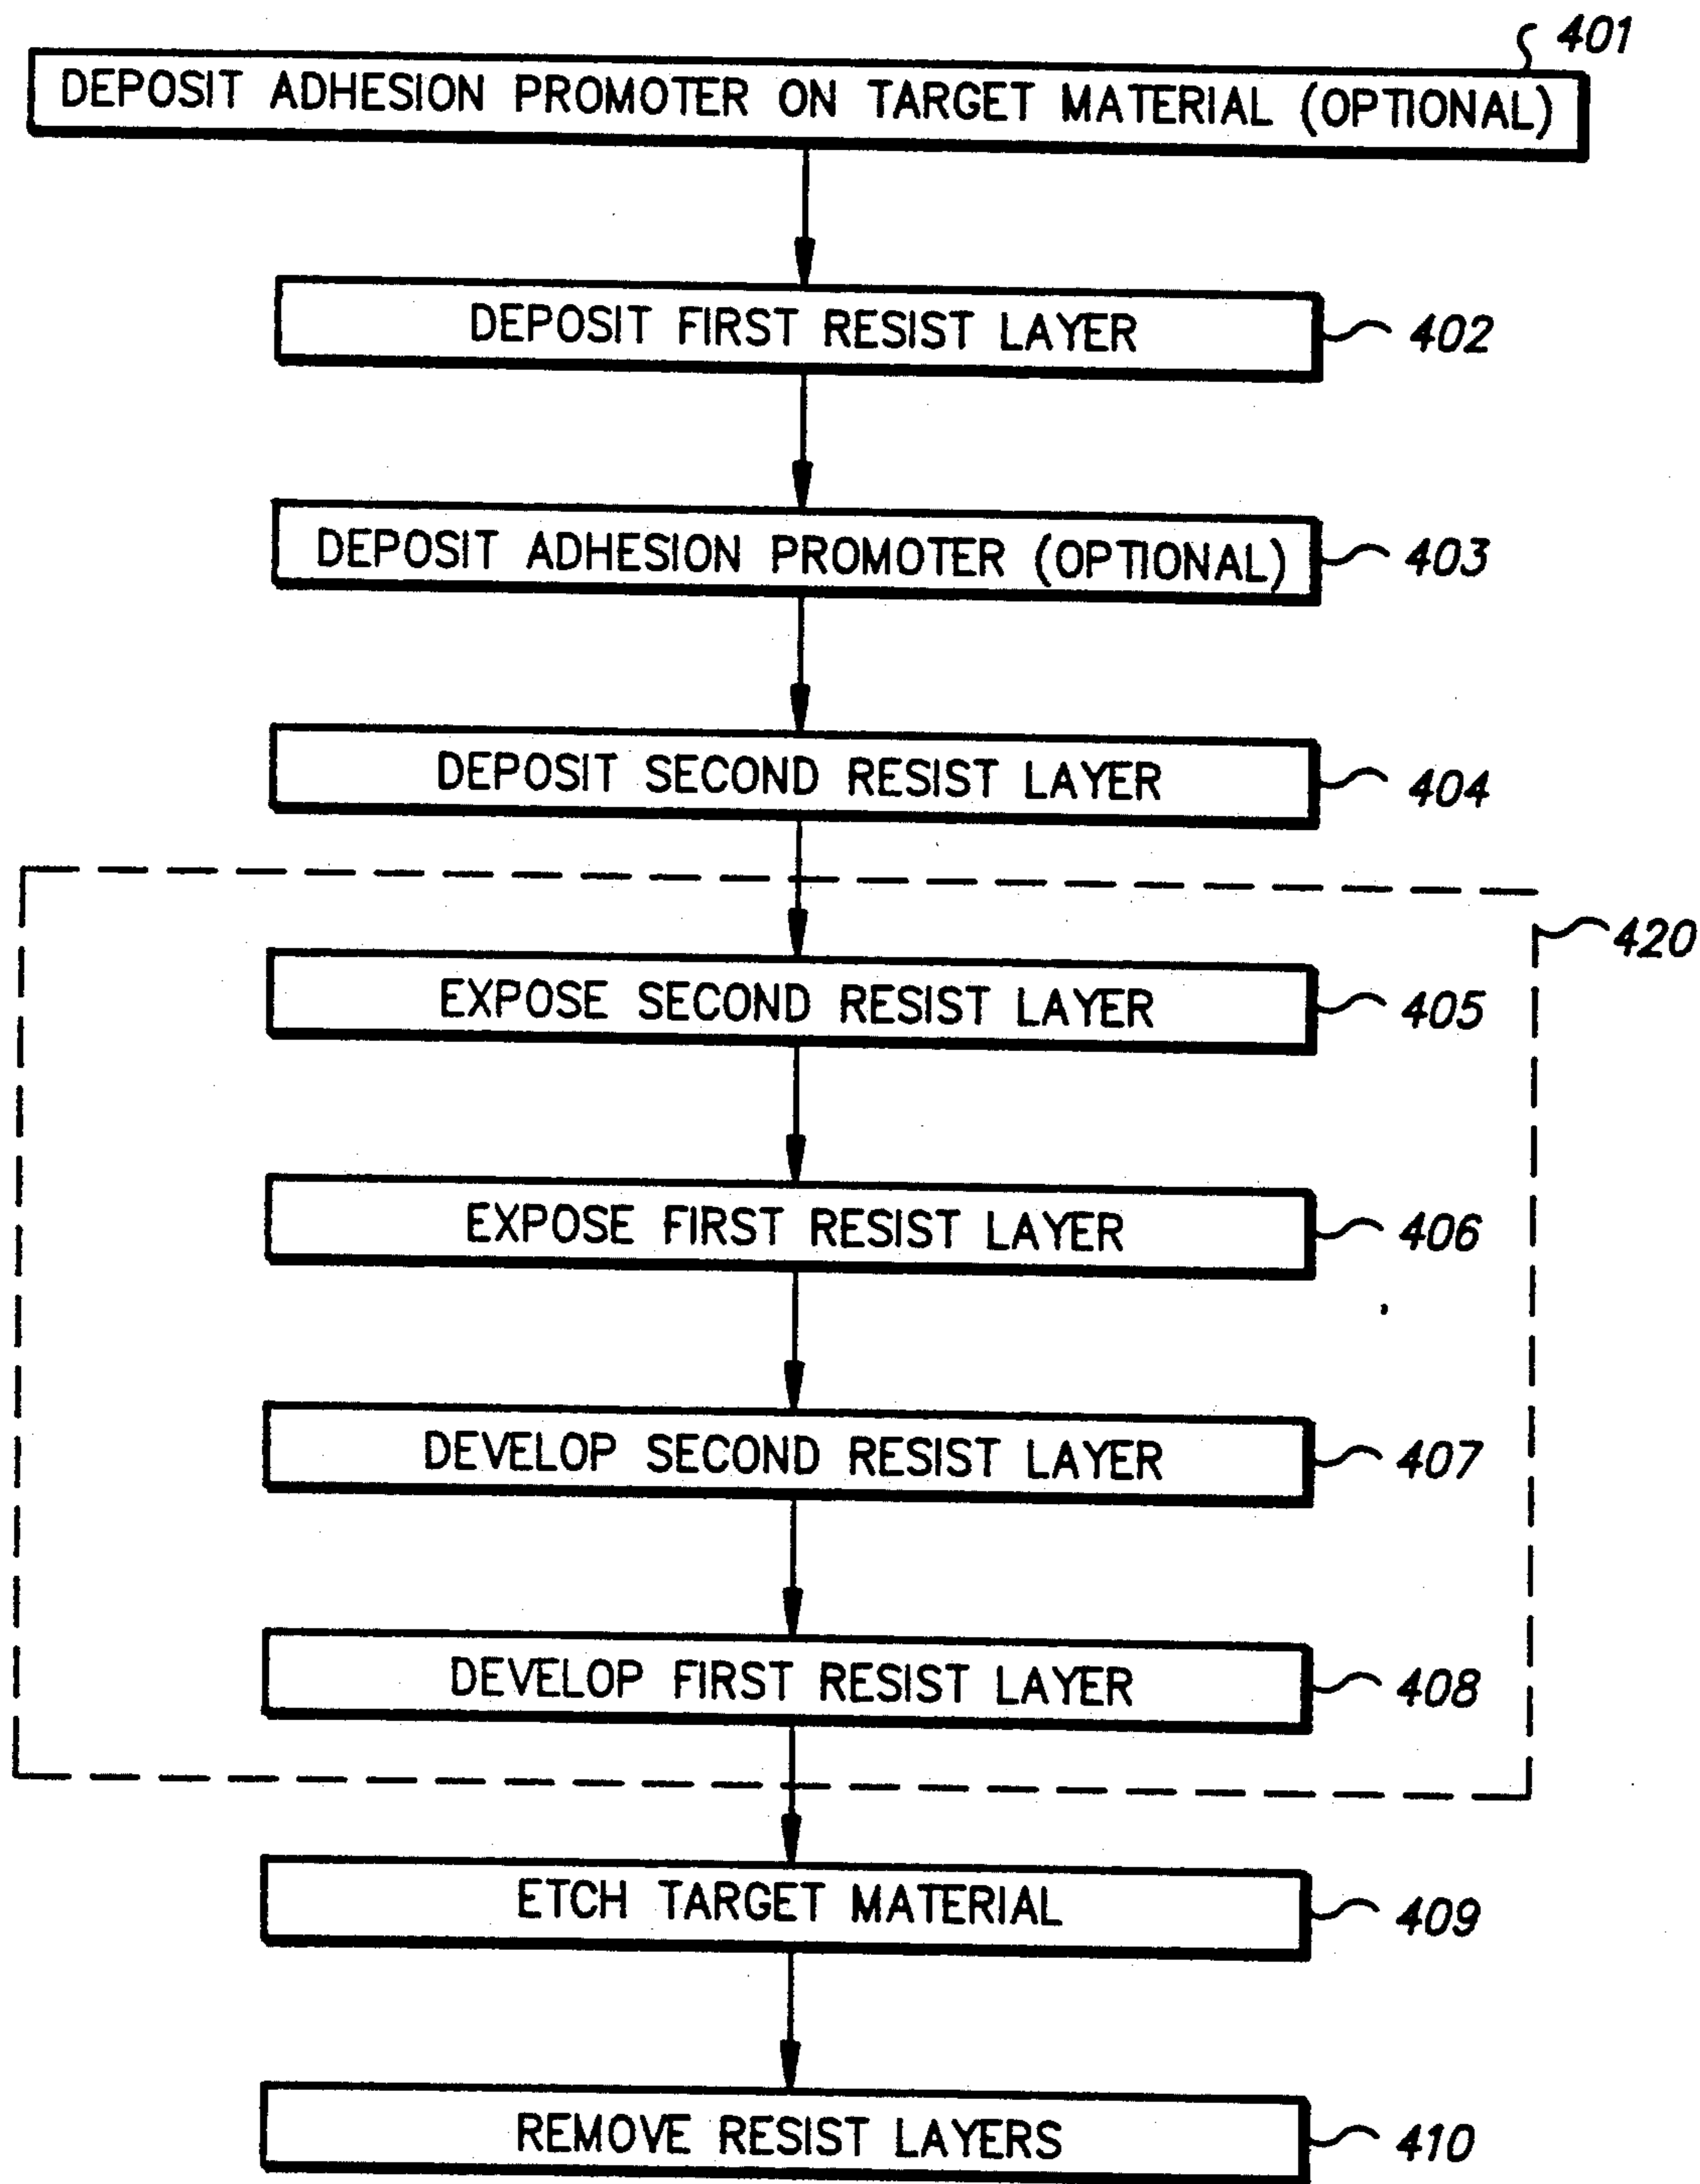 401
DEPOSIT ADHESION PROMOTER ON TARGET MATERIAL (OPTIONAL)
DEPOSIT FIRST RESIST LAYER
402
DEPOSIT ADHESION PROMOTER (OPTIONAL)
403
DEPOSIT SECOND RESIST LAYER
404
420
EXPOSE SECOND RESIST LAYER
405
EXPOSE FIRST RESIST LAYER
406
DEVELOP SECOND RESIST LAYER
407
DEVELOP FIRST RESIST LAYER
408
ETCH TARGET MATERIAL
409
REMOVE RESIST LAYERS
410